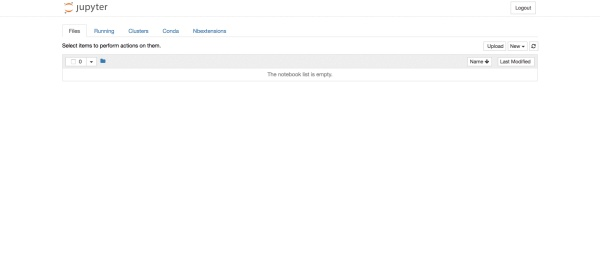 jupyter
Logout
Files Running Clusters Conda Nbextensions
Select items to perform actions on them.
Upload New
0
Name Last Modified
The notebook list is empty.